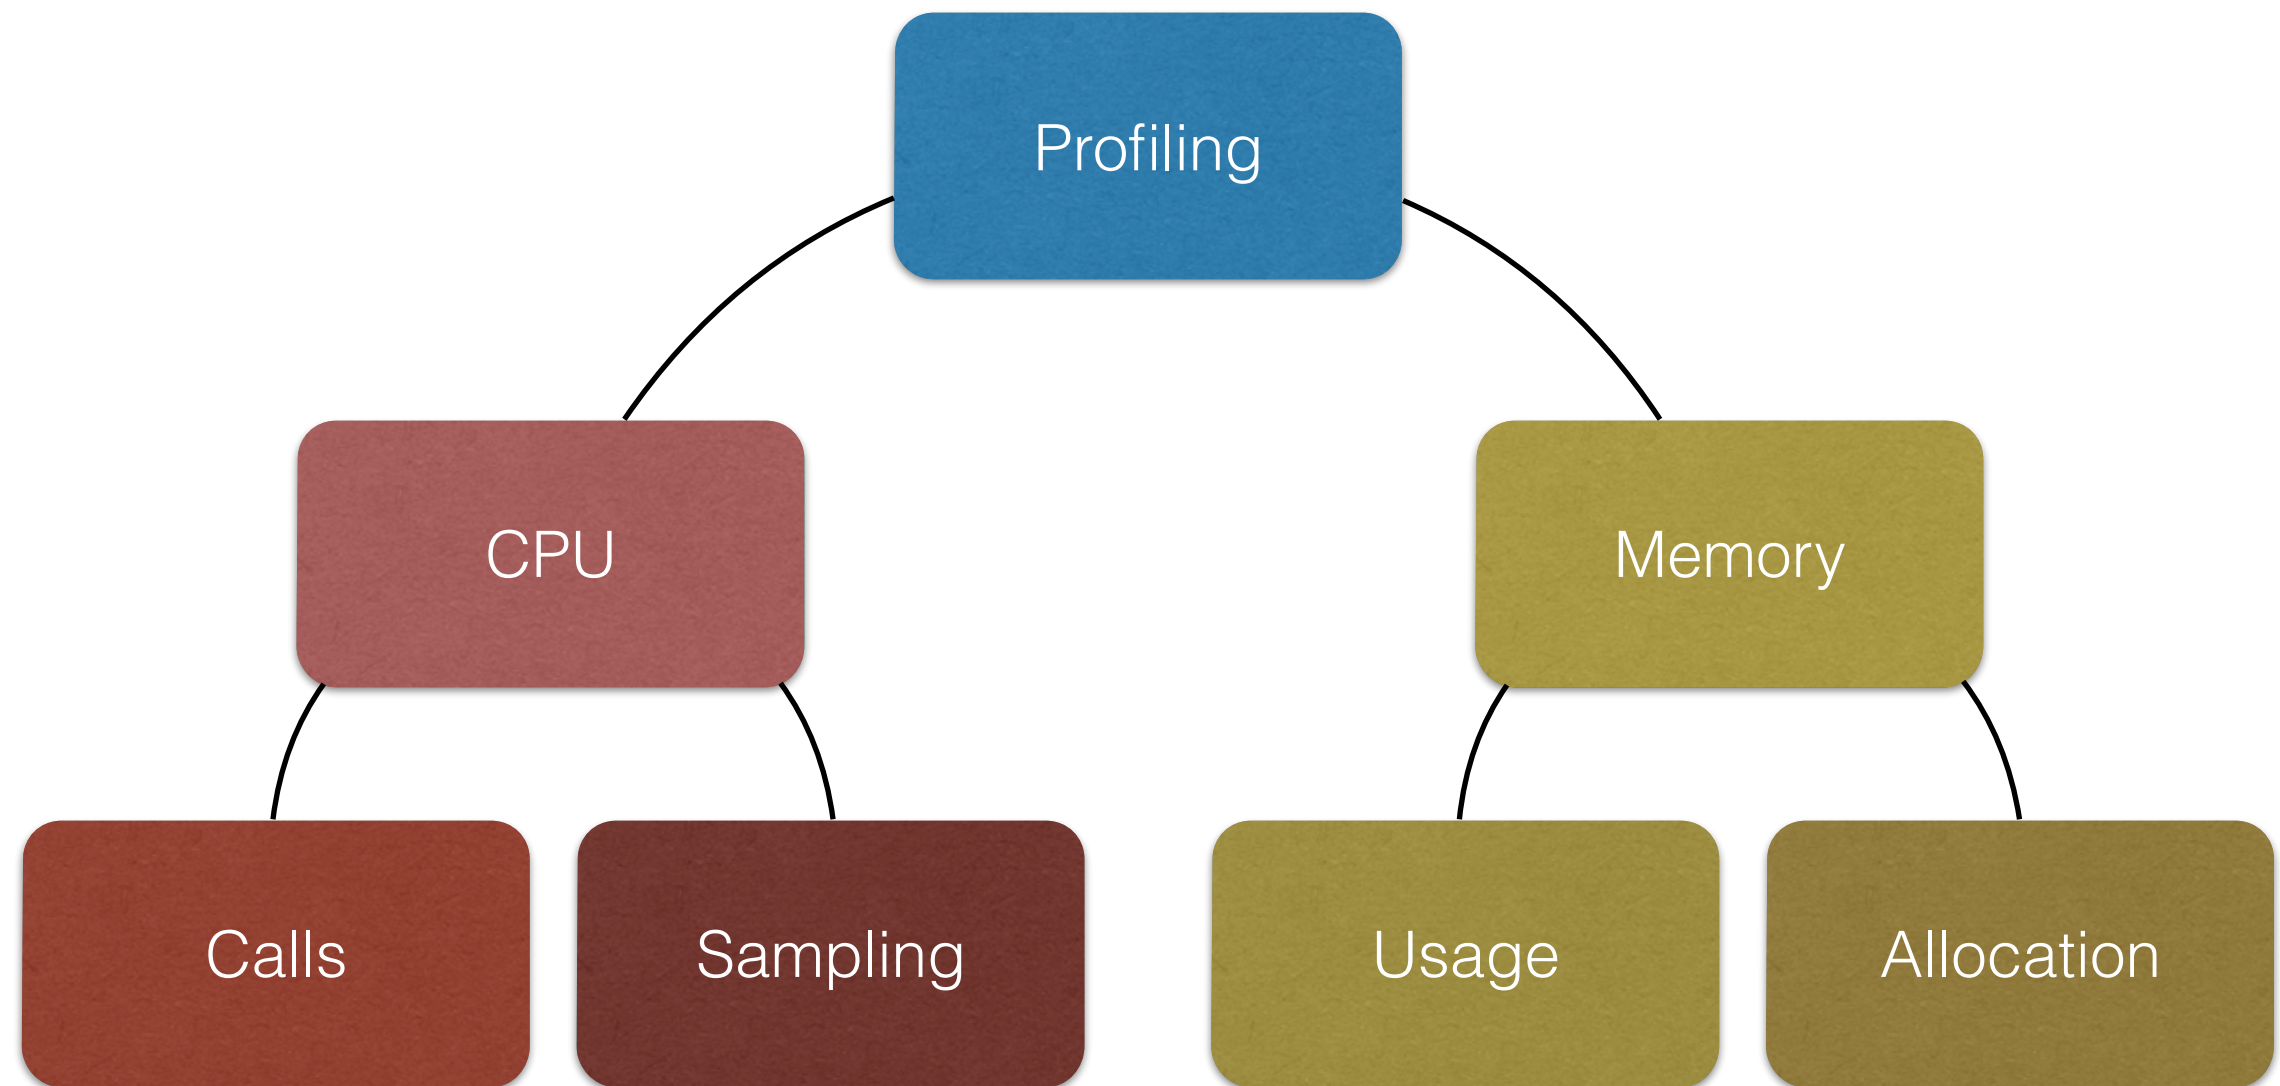 Profiling
CPU
Memory
Calls
Sampling
Usage
Allocation